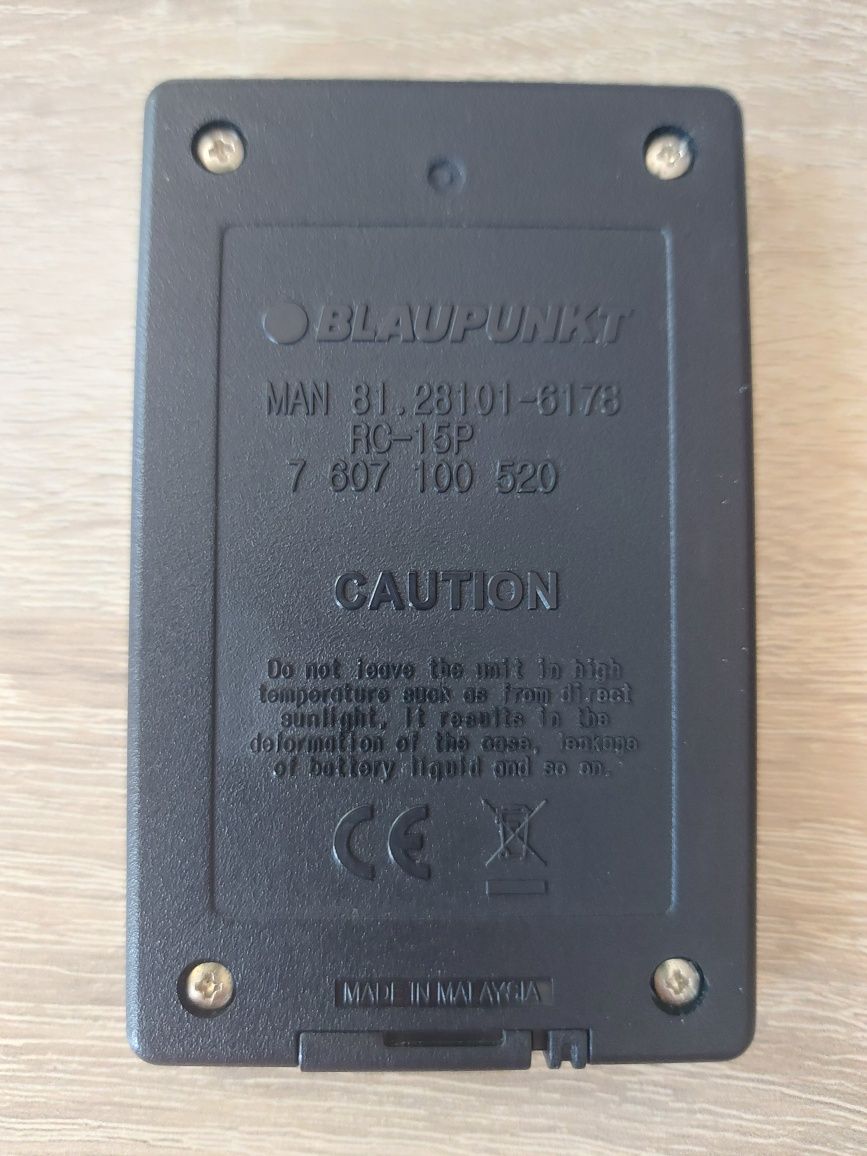 BLAUPUNKT
MAN 81.28101-6178
RC-15P
7 607 100 520
CAUTION
Do not leave the unit in high
temperature such as from direct
sunlight, it results in the
deformation of the case, leakage
of battery liquid and so on.
CE
MADE IN MALAYSIA